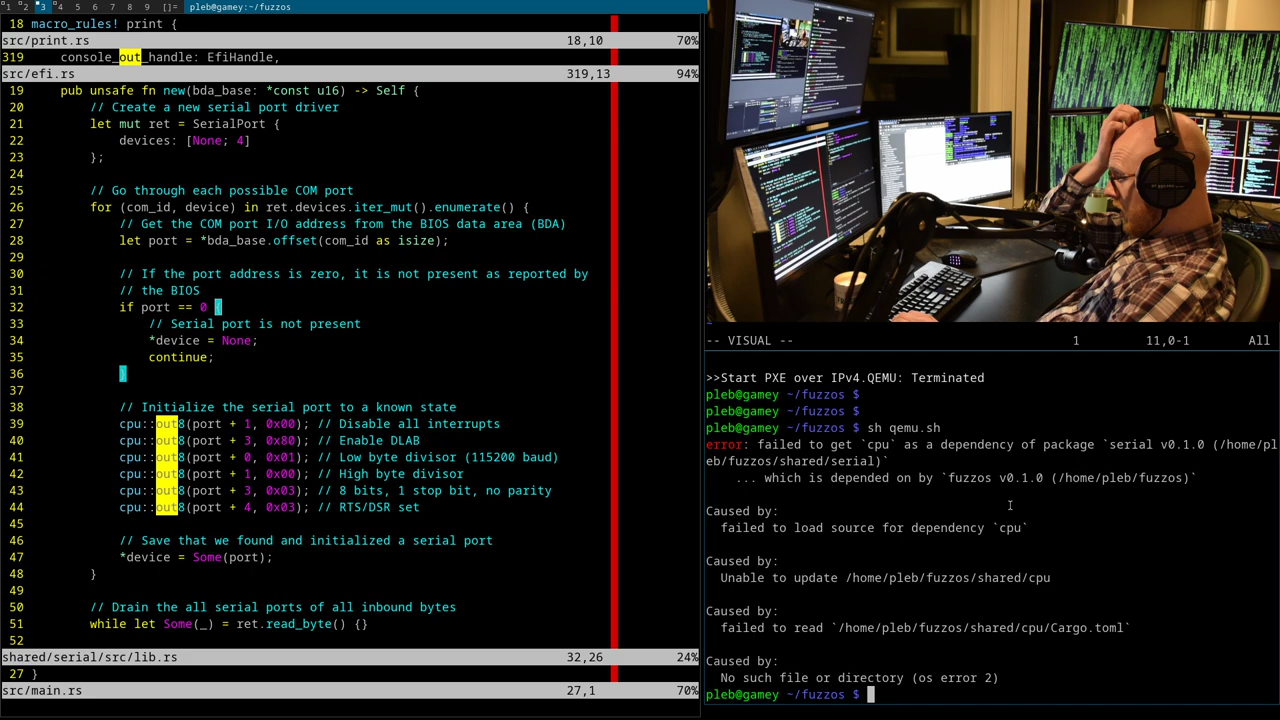 1 2 3 4 5 6 7 8 9 []= pleb@gamey:~/fuzzos
18 macro_rules! print {
src/print.rs 18,10 70%
319     console_out_handle: EfiHandle,
src/efi.rs 319,13 94%
19     pub unsafe fn new(bda_base: *const u16) -> Self {
20         // Create a new serial port driver
21         let mut ret = SerialPort {
22             devices: [None; 4]
23         };
24
25         // Go through each possible COM port
26         for (com_id, device) in ret.devices.iter_mut().enumerate() {
27             // Get the COM port I/O address from the BIOS data area (BDA)
28             let port = *bda_base.offset(com_id as isize);
29
30             // If the port address is zero, it is not present as reported by
31             // the BIOS
32             if port == 0 {
33                 // Serial port is not present
34                 *device = None;
35                 continue;
36             }
37
38             // Initialize the serial port to a known state
39             cpu::out8(port + 1, 0x00); // Disable all interrupts
40             cpu::out8(port + 3, 0x80); // Enable DLAB
41             cpu::out8(port + 0, 0x01); // Low byte divisor (115200 baud)
42             cpu::out8(port + 1, 0x00); // High byte divisor
43             cpu::out8(port + 3, 0x03); // 8 bits, 1 stop bit, no parity
44             cpu::out8(port + 4, 0x03); // RTS/DSR set
45
46             // Save that we found and initialized a serial port
47             *device = Some(port);
48         }
49
50         // Drain the all serial ports of all inbound bytes
51         while let Some(_) = ret.read_byte() {}
52
shared/serial/src/lib.rs 32,26 24%
27 }
src/main.rs 27,1 70%
-- VISUAL -- 1 11,0-1 All
>>Start PXE over IPv4.QEMU: Terminated
pleb@gamey ~/fuzzos $
pleb@gamey ~/fuzzos $
pleb@gamey ~/fuzzos $ sh qemu.sh
error: failed to get `cpu` as a dependency of package `serial v0.1.0 (/home/pl
eb/fuzzos/shared/serial)`
    ... which is depended on by `fuzzos v0.1.0 (/home/pleb/fuzzos)`
Caused by:
  failed to load source for dependency `cpu`
Caused by:
  Unable to update /home/pleb/fuzzos/shared/cpu
Caused by:
  failed to read `/home/pleb/fuzzos/shared/cpu/Cargo.toml`
Caused by:
  No such file or directory (os error 2)
pleb@gamey ~/fuzzos $